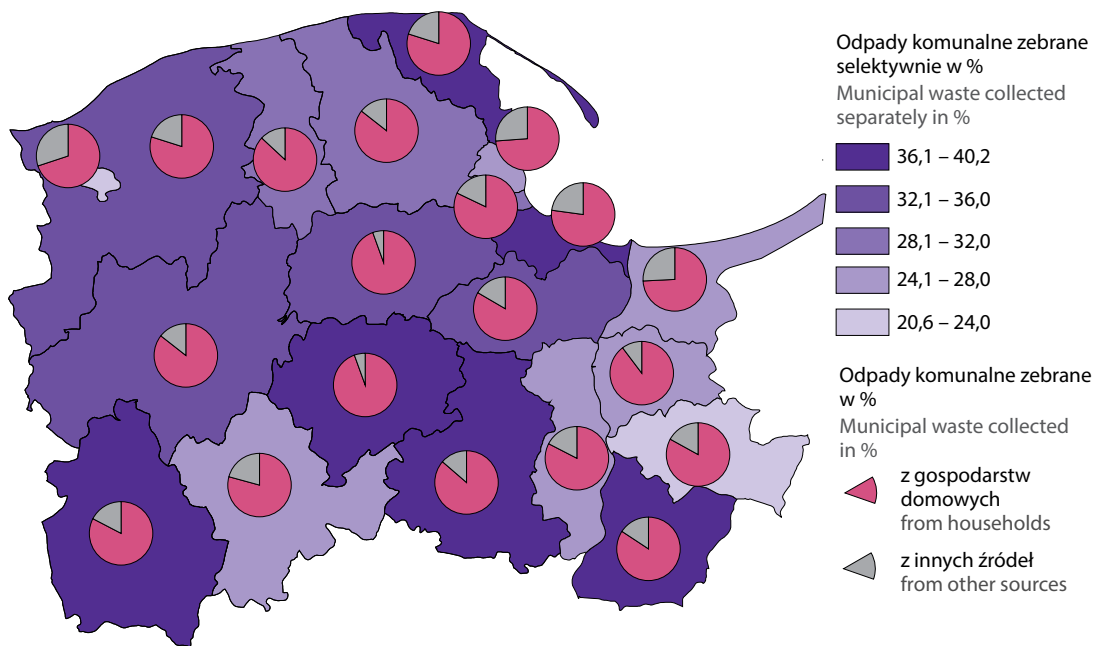 Odpady komunalne zebrane
selektywnie w %
Municipal waste collected
separately in %
36,1 – 40,2
32,1 – 36,0
28,1 – 32,0
24,1 – 28,0
20,6 – 24,0
Odpady komunalne zebrane
w %
Municipal waste collected
in %
z gospodarstw
domowych
from households
z innych źródeł
from other sources